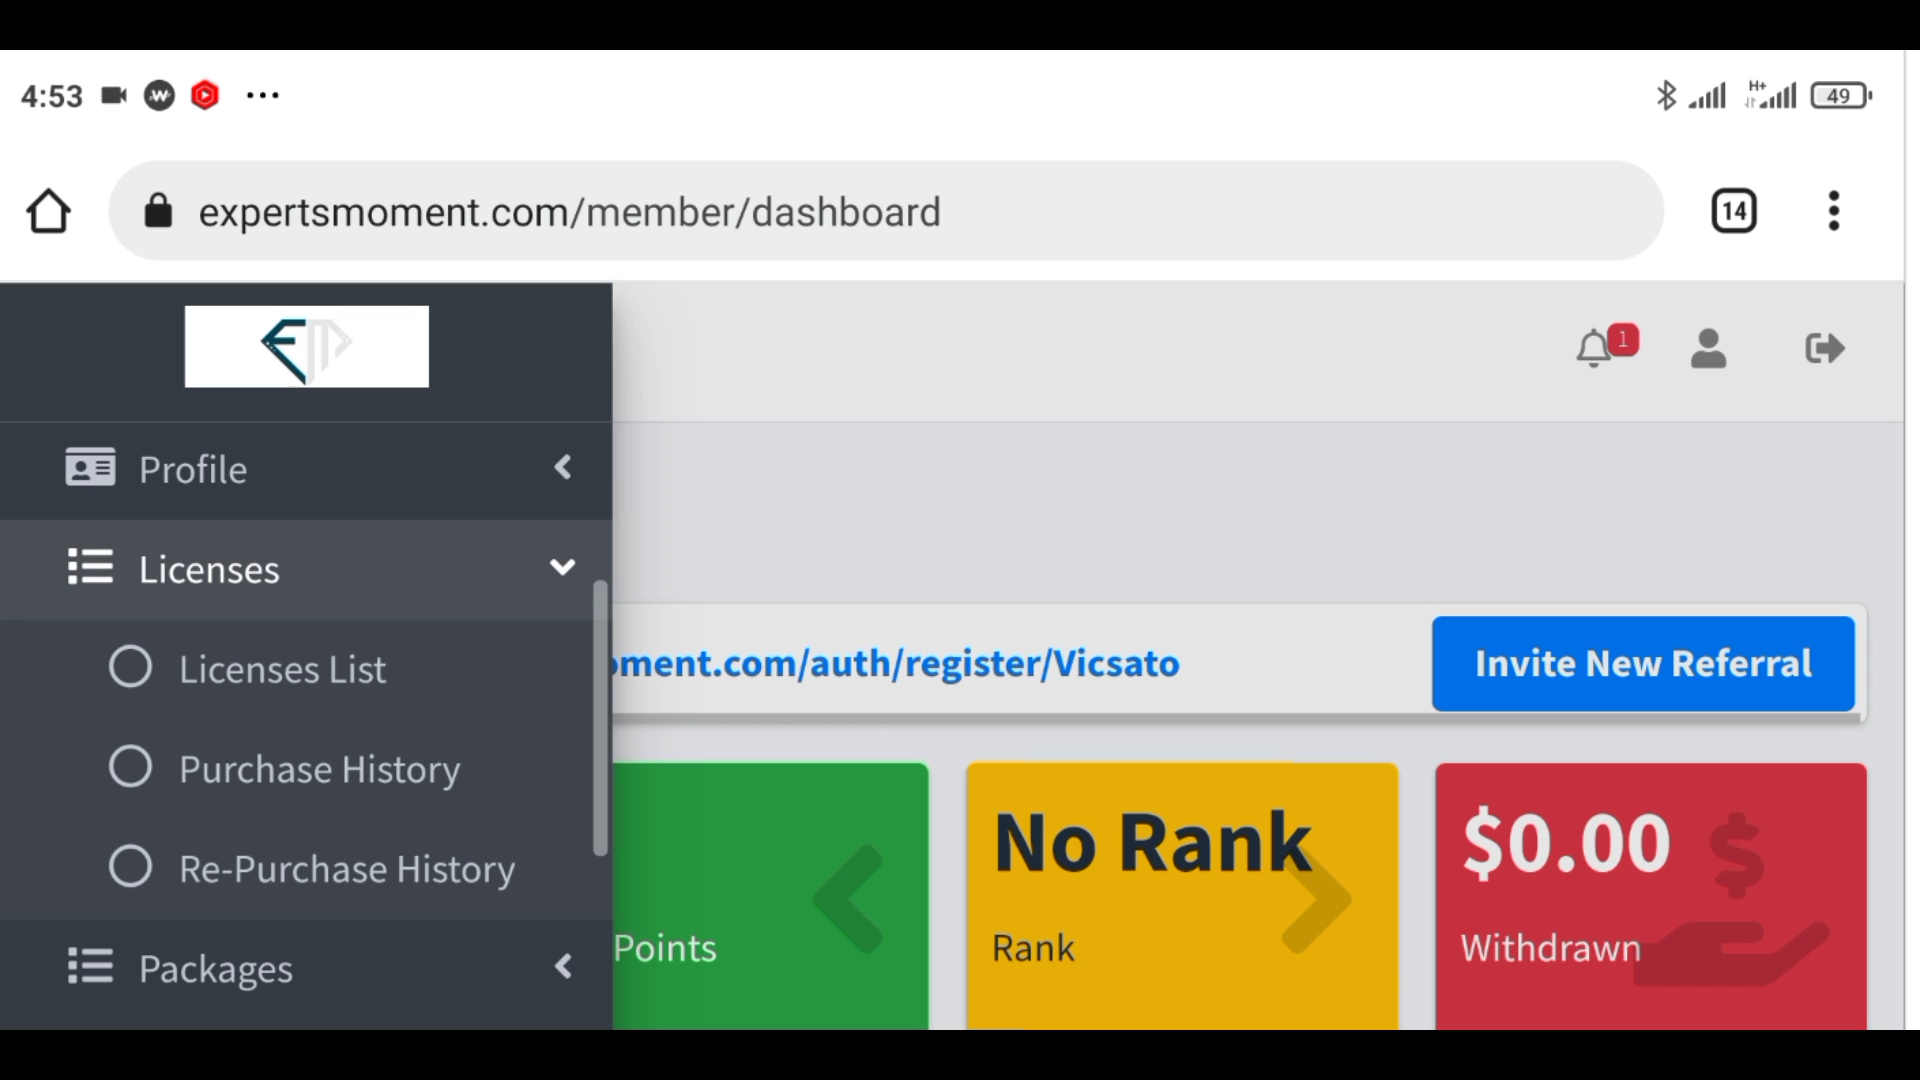 4:53
H+
49
expertsmoment.com/member/dashboard
14
1
Profile
Licenses
Licenses List
Purchase History
Re-Purchase History
Packages
oment.com/auth/register/Vicsato
Invite New Referral
Points
No Rank
Rank
$0.00
Withdrawn